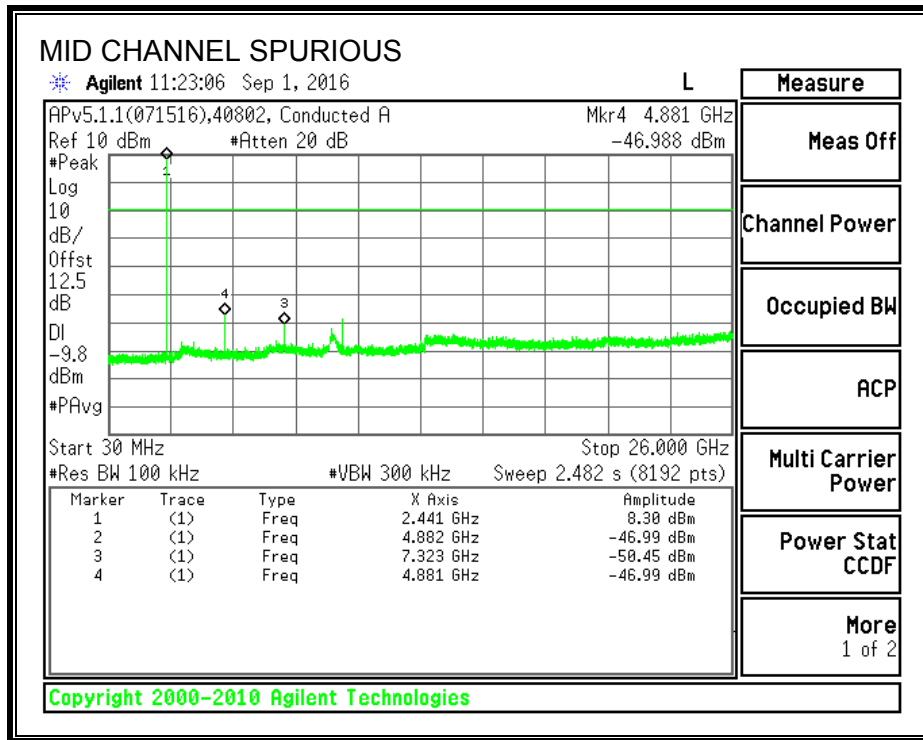 MID CHANNEL SPURIOUS
Agilent 11:23:06 Sep 1, 2016 L
APv5.1.1(071516),40802, Conducted A Mkr4 4.881 GHz
Ref 10 dBm #Atten 20 dB -46.988 dBm
#Peak
Log
10
dB/
Offst
12.5
dB
DI
-9.8
dBm
#PAvg
1
4
3
Start 30 MHz Stop 26.000 GHz
#Res BW 100 kHz #VBW 300 kHz Sweep 2.482 s (8192 pts)
Marker Trace Type X Axis Amplitude
1 (1) Freq 2.441 GHz 8.30 dBm
2 (1) Freq 4.882 GHz -46.99 dBm
3 (1) Freq 7.323 GHz -50.45 dBm
4 (1) Freq 4.881 GHz -46.99 dBm
Measure
Meas Off
Channel Power
Occupied BW
ACP
Multi Carrier
Power
Power Stat
CCDF
More
1 of 2
Copyright 2000-2010 Agilent Technologies